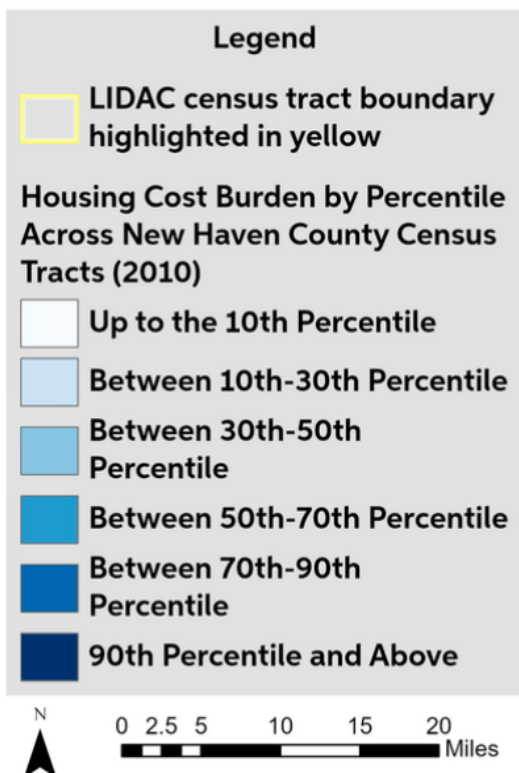 Legend
LIDAC census tract boundary
highlighted in yellow
Housing Cost Burden by Percentile
Across New Haven County Census
Tracts (2010)
Up to the 10th Percentile
Between 10th-30th Percentile
Between 30th-50th
Percentile
Between 50th-70th Percentile
Between 70th-90th
Percentile
90th Percentile and Above
N
0 2.5 5 10 15 20
Miles